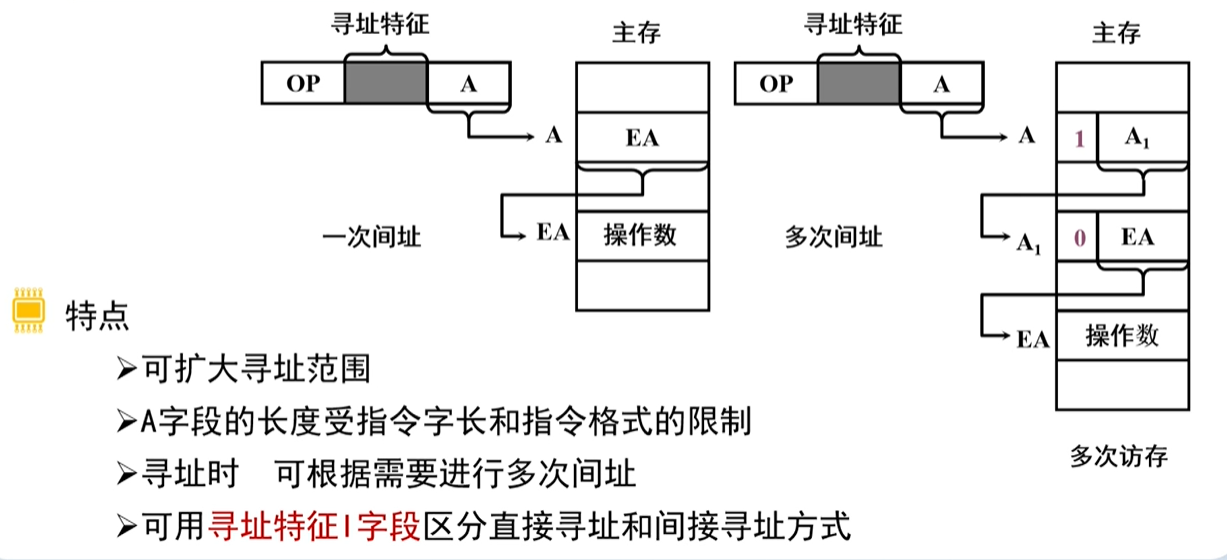 寻址特征 主存 寻址特征 主存
OP A OP A
A EA A 1 A₁
一次间址 EA 操作数 多次间址 A₁ 0 EA
特点
EA 操作数
➢可扩大寻址范围
➢A字段的长度受指令字长和指令格式的限制
多次访存
➢寻址时 可根据需要进行多次间址
➢可用寻址特征I字段区分直接寻址和间接寻址方式